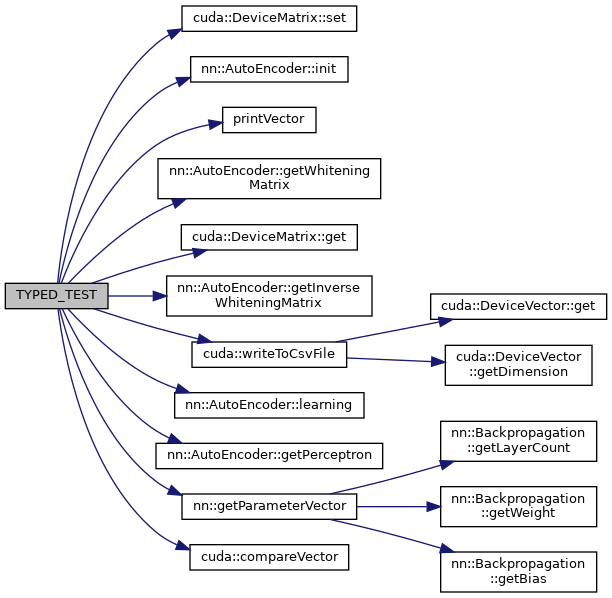 cuda::DeviceMatrix::set
nn::AutoEncoder::init
printVector
nn::AutoEncoder::getWhitening
Matrix
cuda::DeviceMatrix::get
TYPED_TEST
nn::AutoEncoder::getInverse
WhiteningMatrix
cuda::writeToCsvFile
cuda::DeviceVector::get
cuda::DeviceVector
::getDimension
nn::AutoEncoder::learning
nn::AutoEncoder::getPerceptron
nn::getParameterVector
nn::Backpropagation
::getLayerCount
nn::Backpropagation
::getWeight
nn::Backpropagation
::getBias
cuda::compareVector